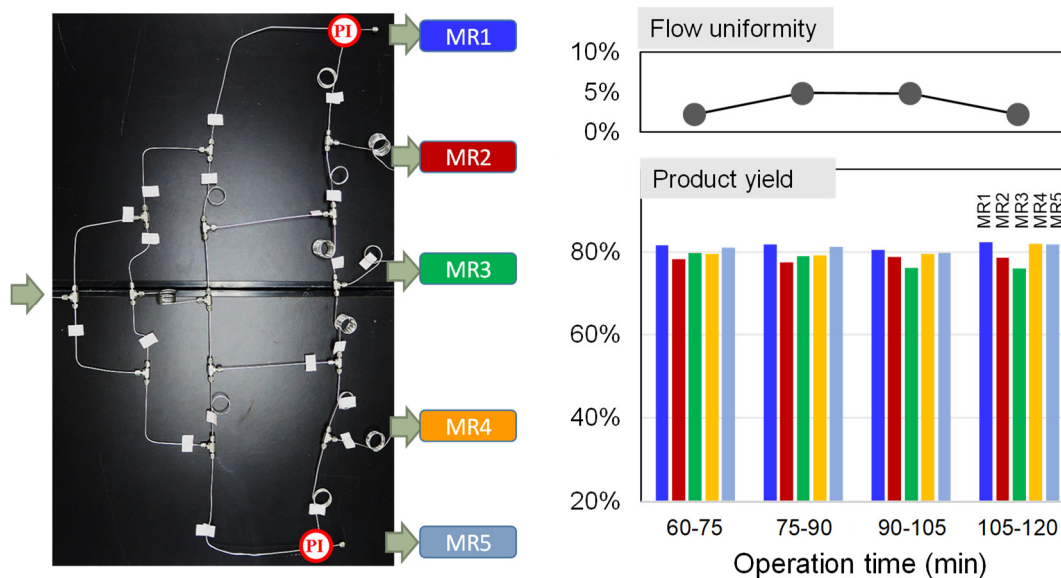 PI
MR1
MR2
MR3
MR4
PI
MR5
Flow uniformity
10%
5%
0%
Product yield
MR1
MR2
MR3
MR4
MR5
80%
60%
40%
20%
60-75
75-90
90-105
105-120
Operation time (min)